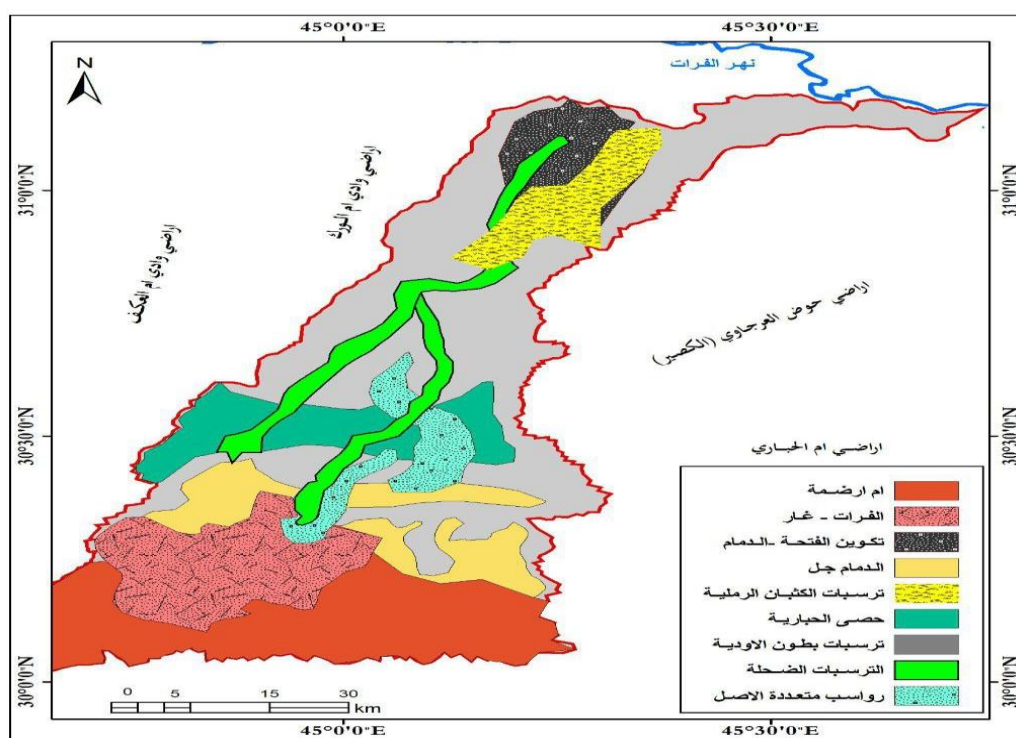 45°0'0"E
45°30'0"E
نهر الفرات
N
31°0'0"N
31°0'0"N
اراضي وادي ام الورك
اراضي وادي ام العكف
اراضي حوض العرجاوي (الكصير)
30°30'0"N
30°30'0"N
اراضي ام الحباري
ام ارضمة
الفرات - غار
تكوين الفتحة -الدمام
الدمام جل
ترسبات الكثبان الرملية
حصى الحبارية
ترسبات بطون الاودية
الترسبات الضحلة
رواسب متعددة الاصل
30°0'0"N
30°0'0"N
0 5 15 30
km
45°0'0"E
45°30'0"E